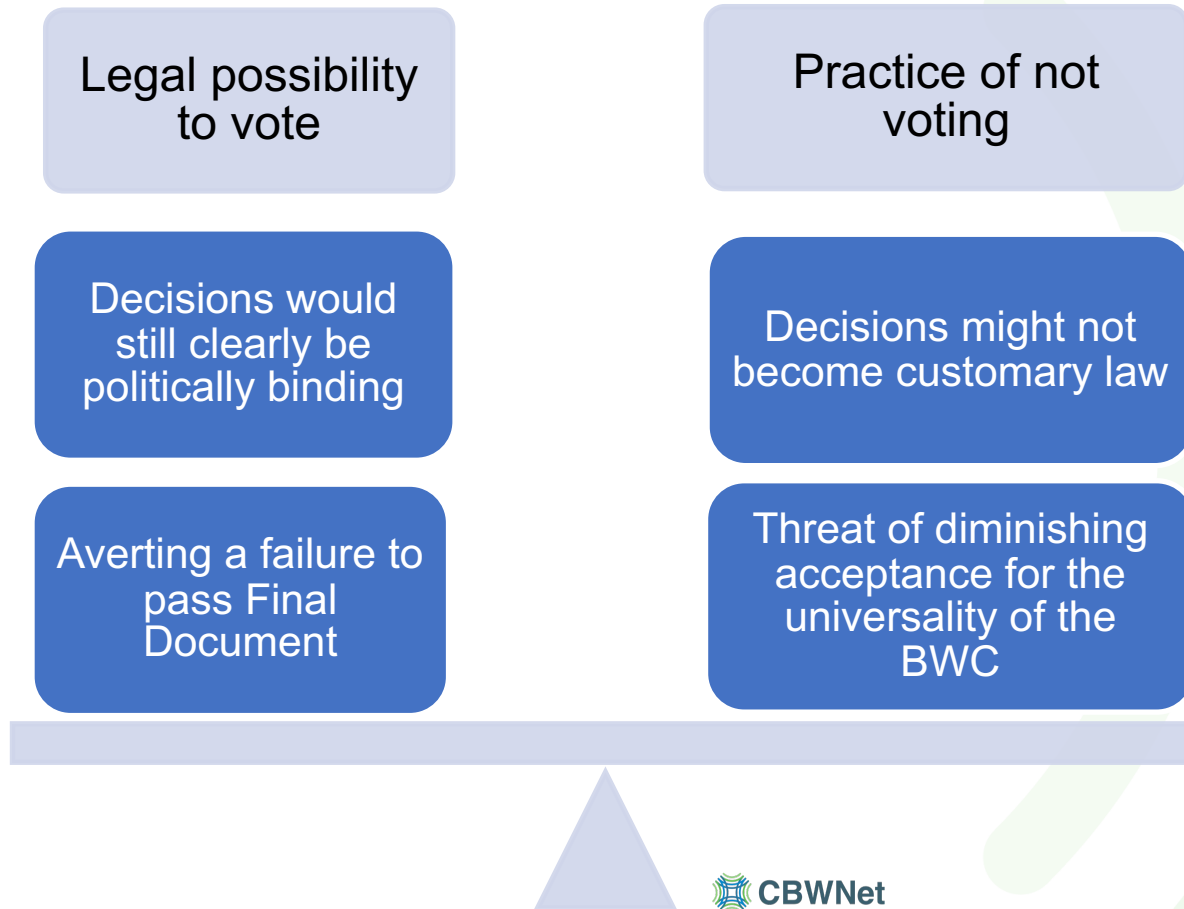 Legal possibility
to vote
Practice of not
voting
Decisions would
still clearly be
politically binding
Decisions might not
become customary law
Averting a failure to
pass Final
Document
Threat of diminishing
acceptance for the
universality of the
BWC
CBWNet